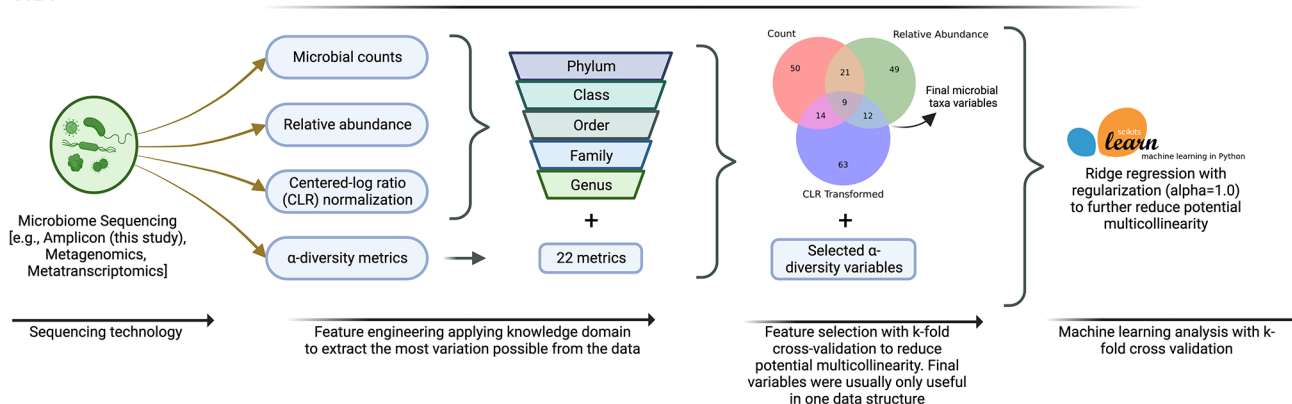 Microbiome Sequencing
[e.g., Amplicon (this study),
Metagenomics,
Metatranscriptomics]
Sequencing technology
Microbial counts
Relative abundance
Centered-log ratio
(CLR) normalization
α-diversity metrics
Phylum
Class
Order
Family
Genus
+
22 metrics
Feature engineering applying knowledge domain
to extract the most variation possible from the data
Count
Relative Abundance
50
21
49
9
14
12
63
CLR Transformed
Final microbial
taxa variables
+
Selected α-
diversity variables
Feature selection with k-fold
cross-validation to reduce
potential multicollinearity. Final
variables were usually only useful
in one data structure
scikits
learn
machine learning in Python
Ridge regression with
regularization (alpha=1.0)
to further reduce potential
multicollinearity
Machine learning analysis with k-
fold cross validation